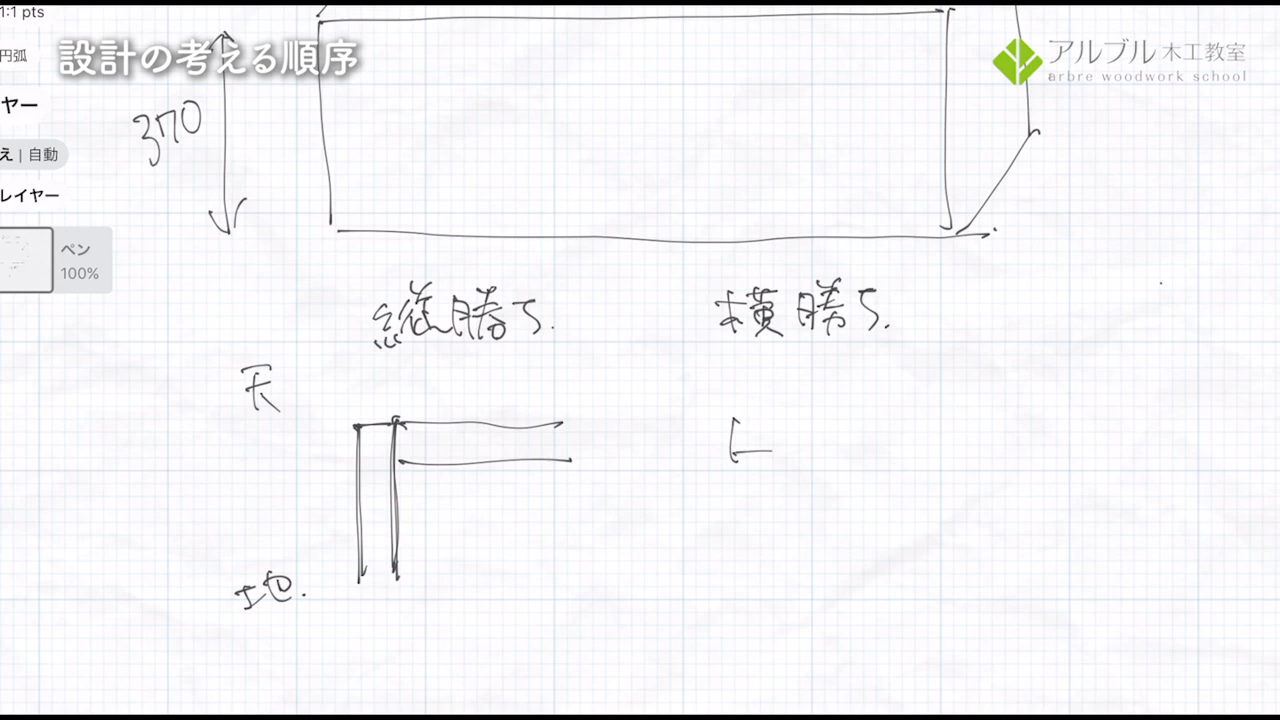 1:1 pts
円弧
設計の考える順序
アルブル木工教室
arbre woodwork school
ヤー
370
え | 自動
レイヤー
ペン
100%
縦勝ち. 横勝ち.
天
地.